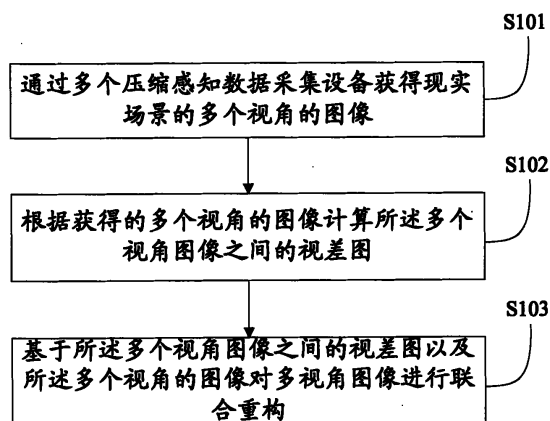 S101
通过多个压缩感知数据采集设备获得现实
场景的多个视角的图像
S102
根据获得的多个视角的图像计算所述多个
视角图像之间的视差图
S103
基于所述多个视角图像之间的视差图以及
所述多个视角的图像对多视角图像进行联
合重构